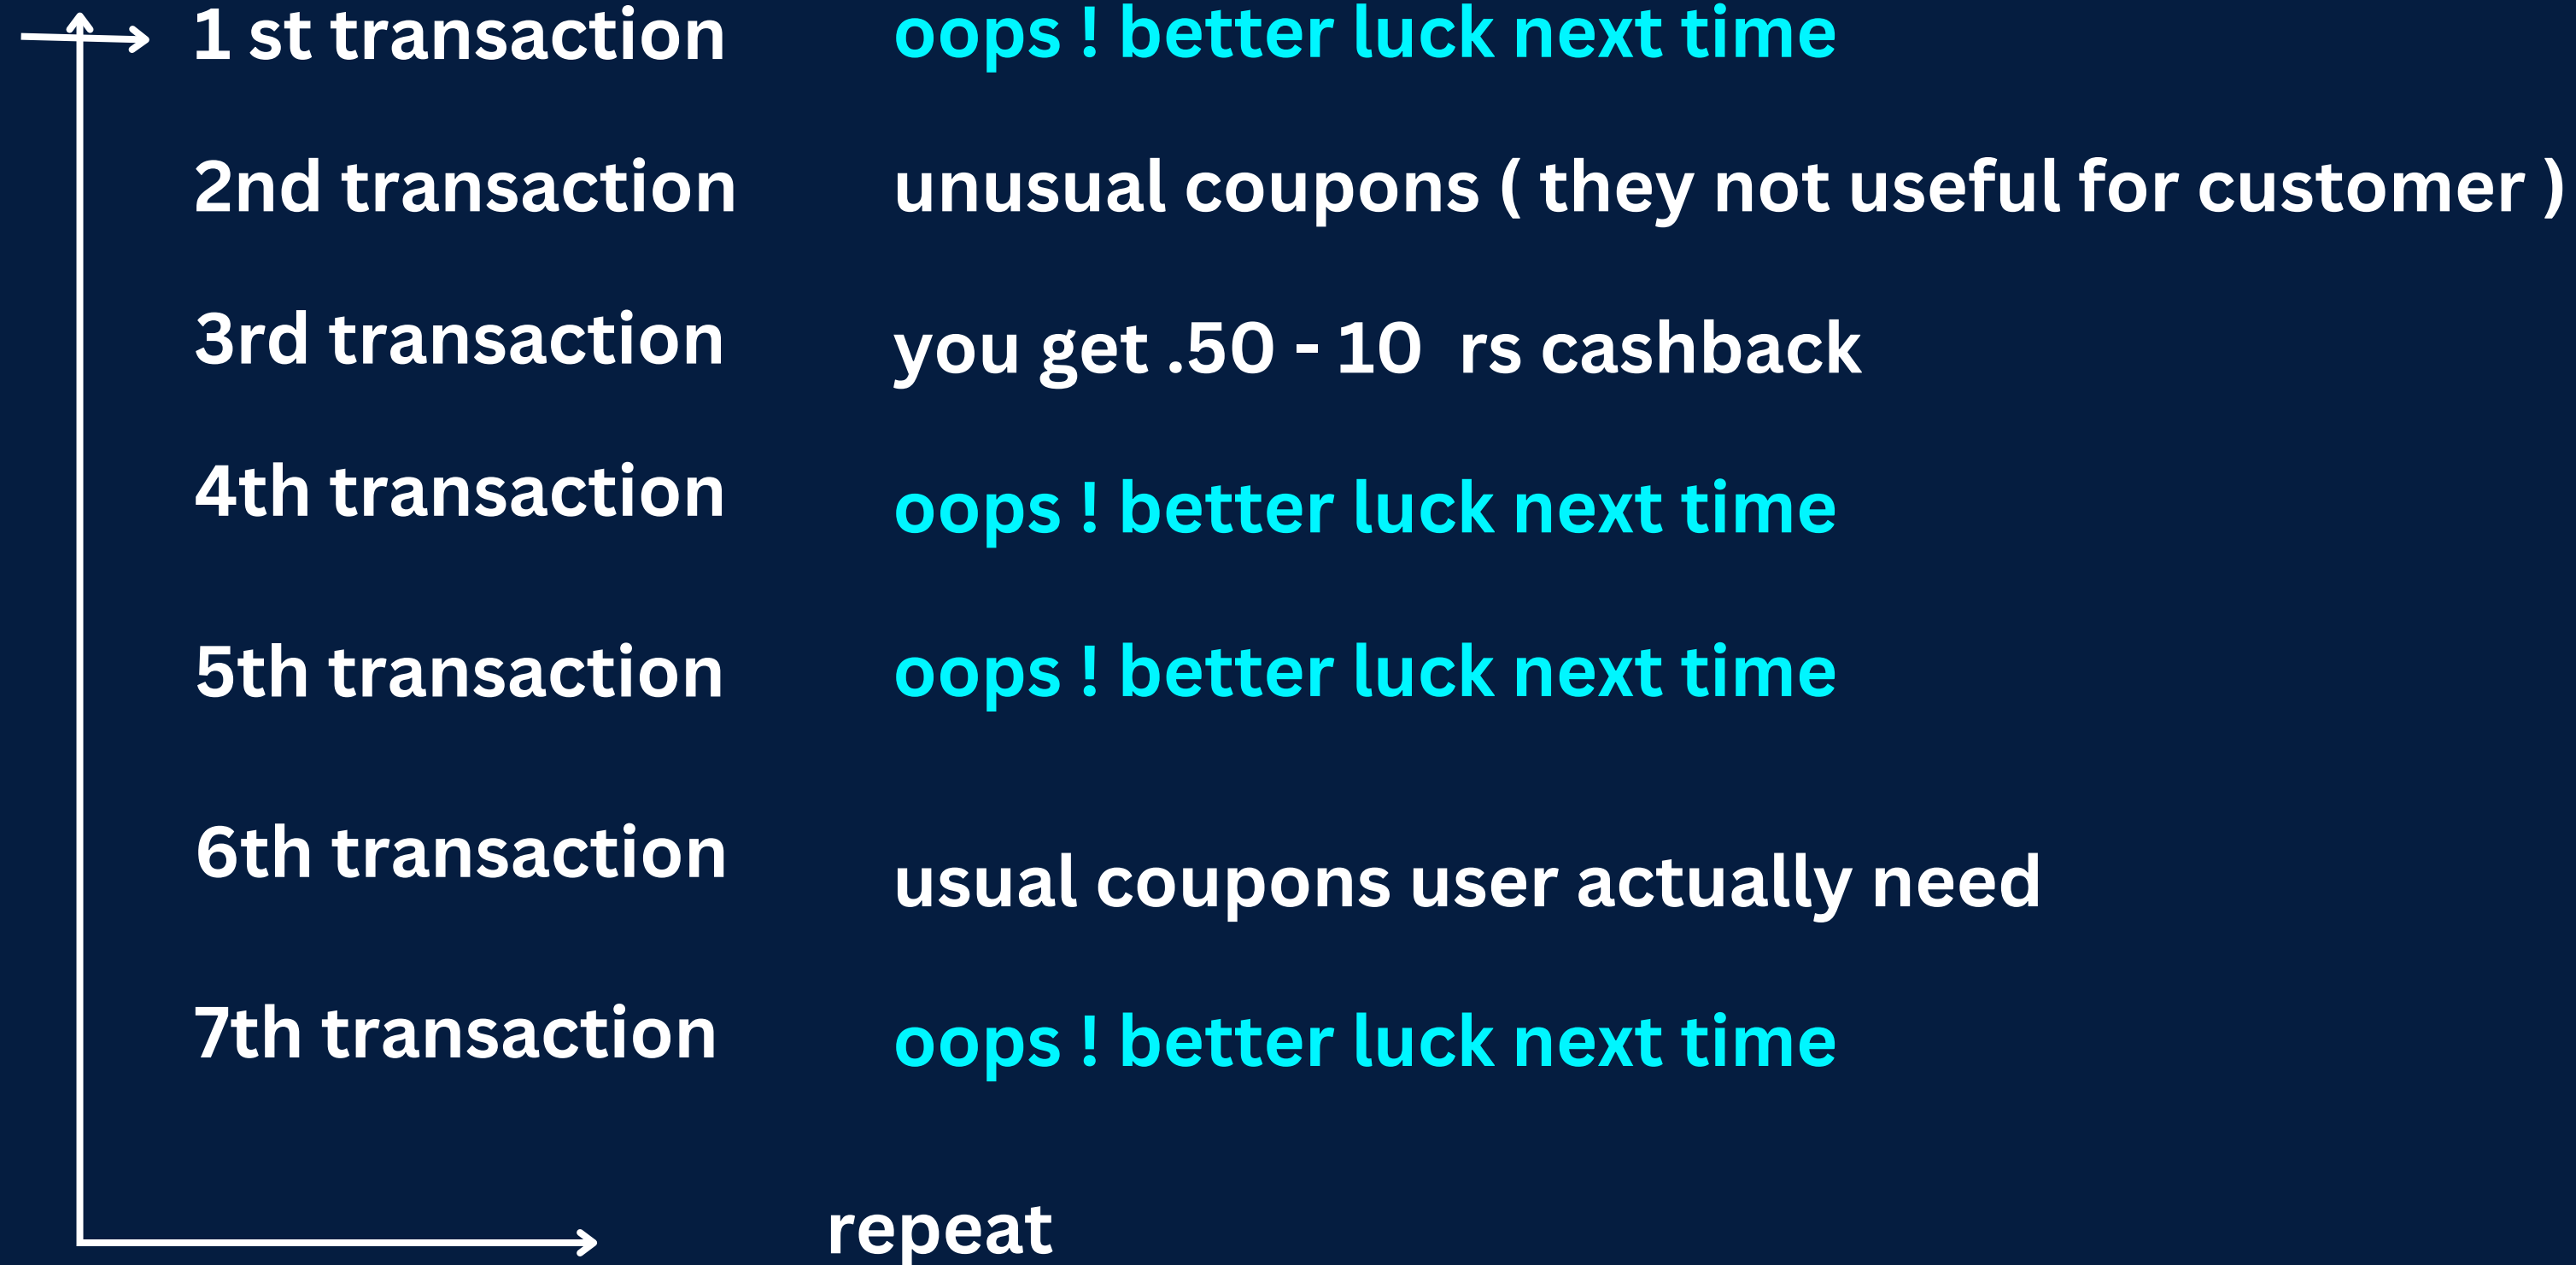 1 st transaction oops ! better luck next time
2nd transaction unusual coupons ( they not useful for customer )
3rd transaction you get .50 - 10 rs cashback
4th transaction oops ! better luck next time
5th transaction oops ! better luck next time
6th transaction usual coupons user actually need
7th transaction oops ! better luck next time
repeat